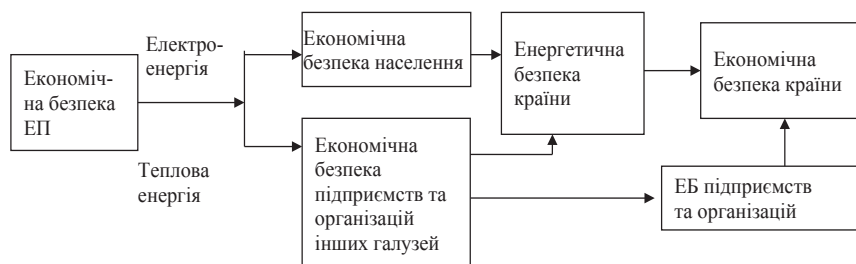 Економіч-
на безпека
ЕП
Електро-
енергія
Теплова
енергія
Економічна
безпека населення
Економічна
безпека
підприємств та
організацій
інших галузей
Енергетична
безпека
країни
Економічна
безпека країни
ЕБ підприємств
та організацій